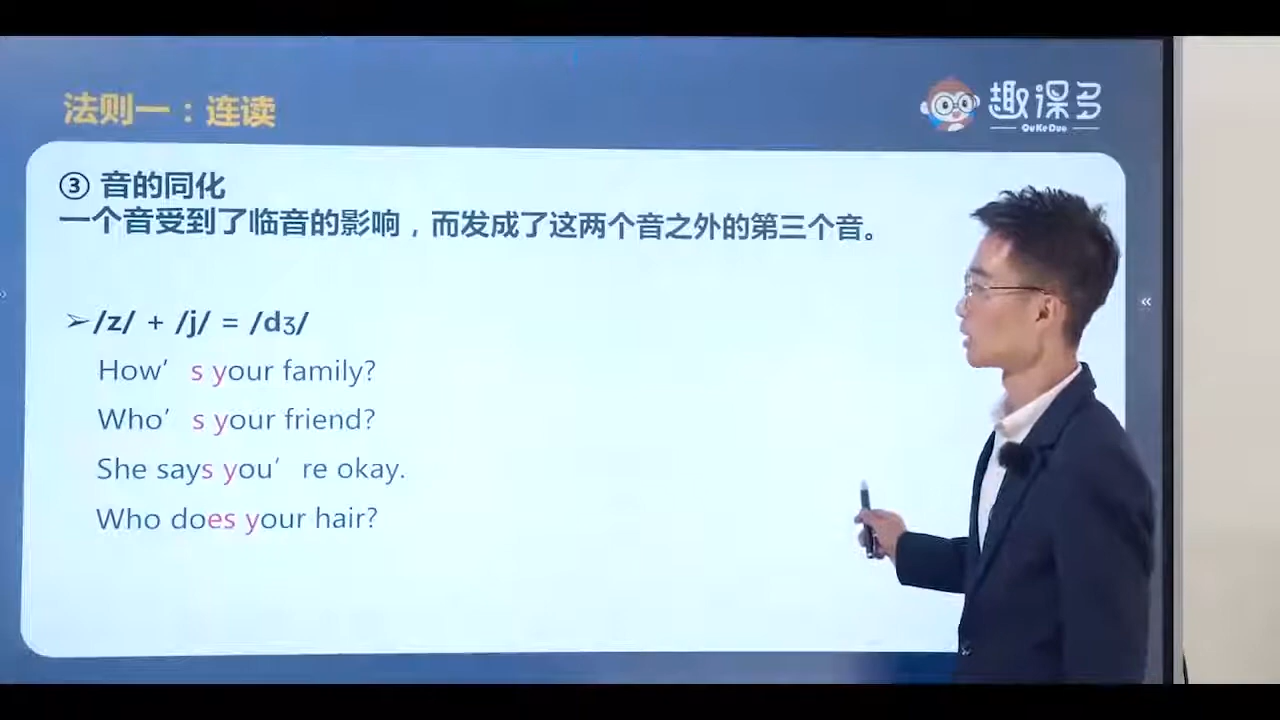 法则一：连读
趣课多
QuKeDuo
③ 音的同化
一个音受到了临音的影响，而发成了这两个音之外的第三个音。
➢/z/ + /j/ = /dʒ/
How’s your family?
Who’s your friend?
She says you’re okay.
Who does your hair?